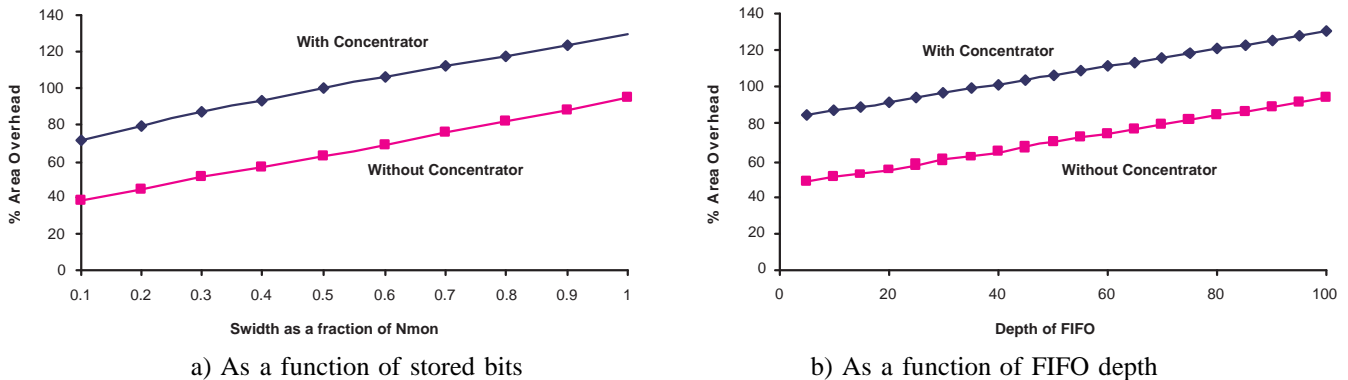 140
120
100
80
60
40
20
0
% Area Overhead
With Concentrator
Without Concentrator
0.1 0.2 0.3 0.4 0.5 0.6 0.7 0.8 0.9 1
Swidth as a fraction of Nmon
a) As a function of stored bits
140
120
100
80
60
40
20
0
% Area Overhead
With Concentrator
Without Concentrator
0 20 40 60 80 100
Depth of FIFO
b) As a function of FIFO depth